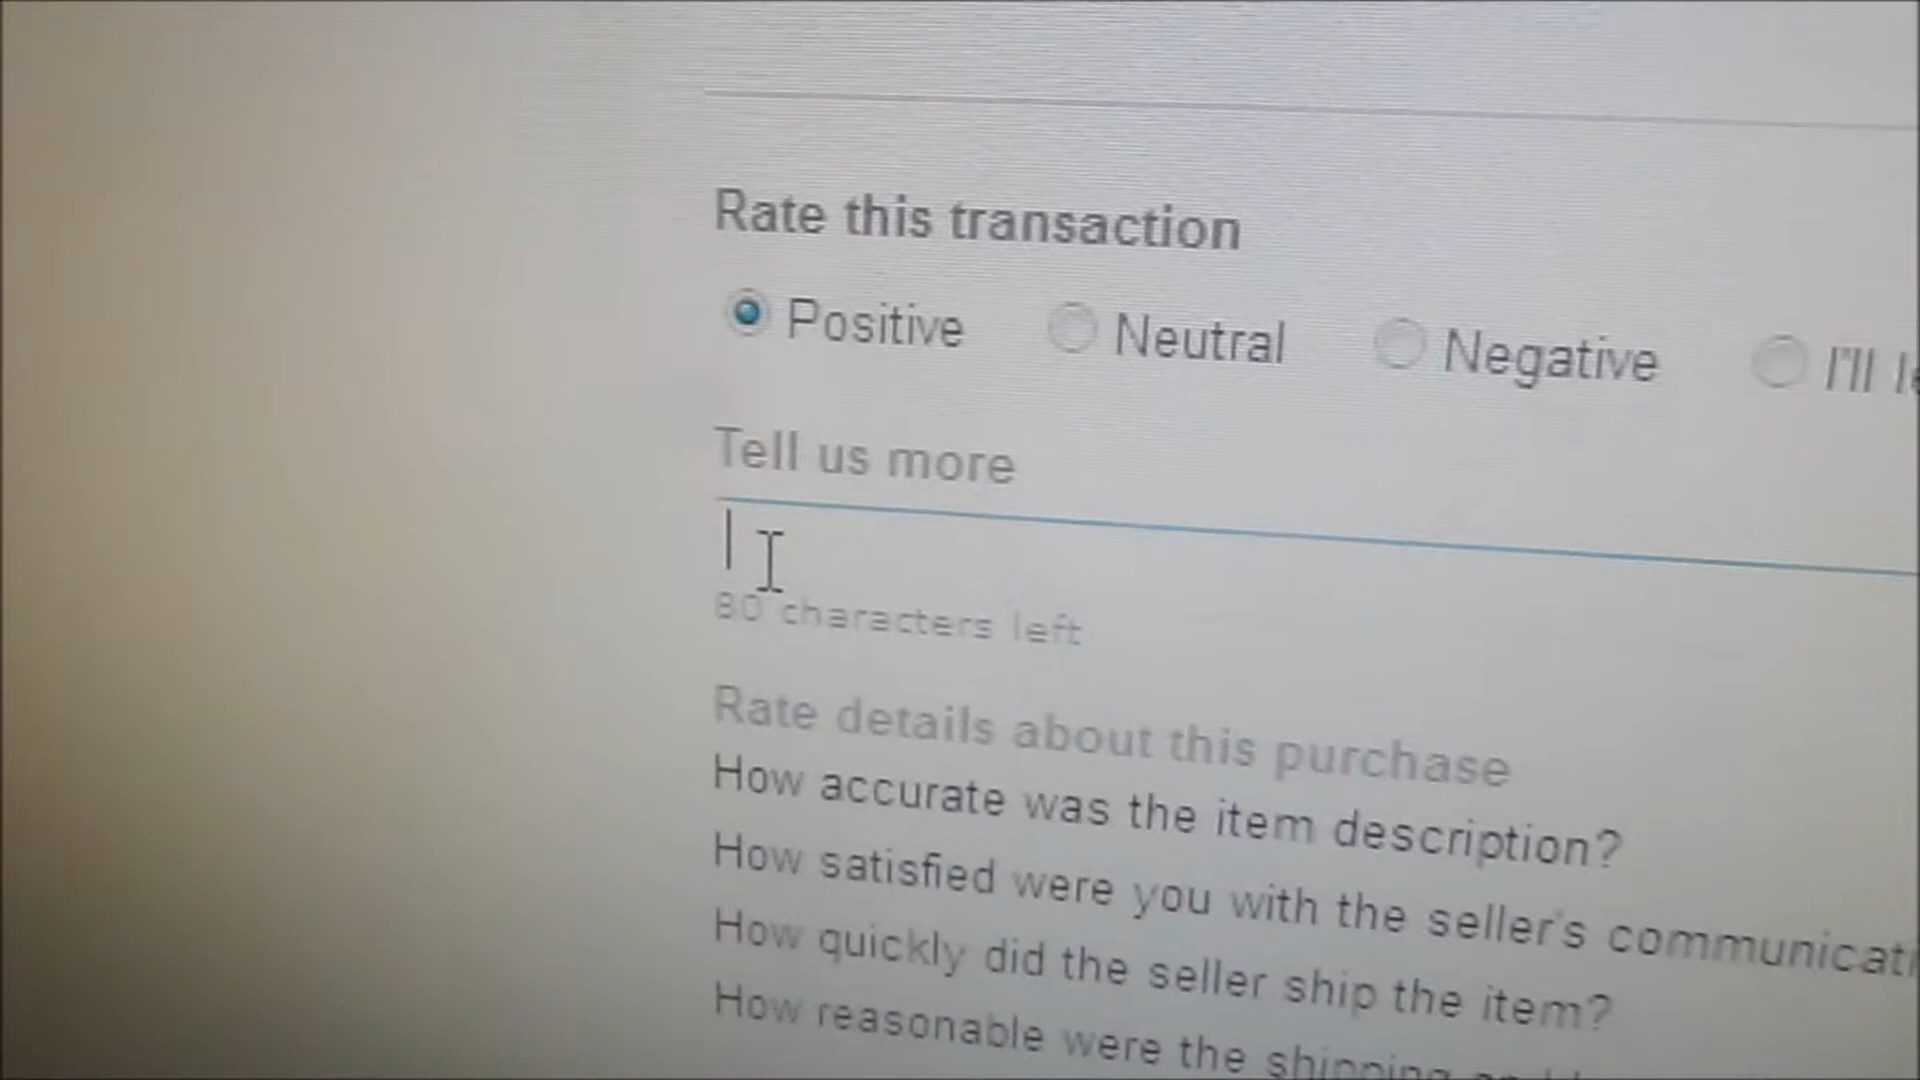 Rate this transaction
Positive Neutral Negative I'll
Tell us more
80 characters left
Rate details about this purchase
How accurate was the item description?
How satisfied were you with the seller's
How quickly did the seller ship the item?
How reasonable were the shipping